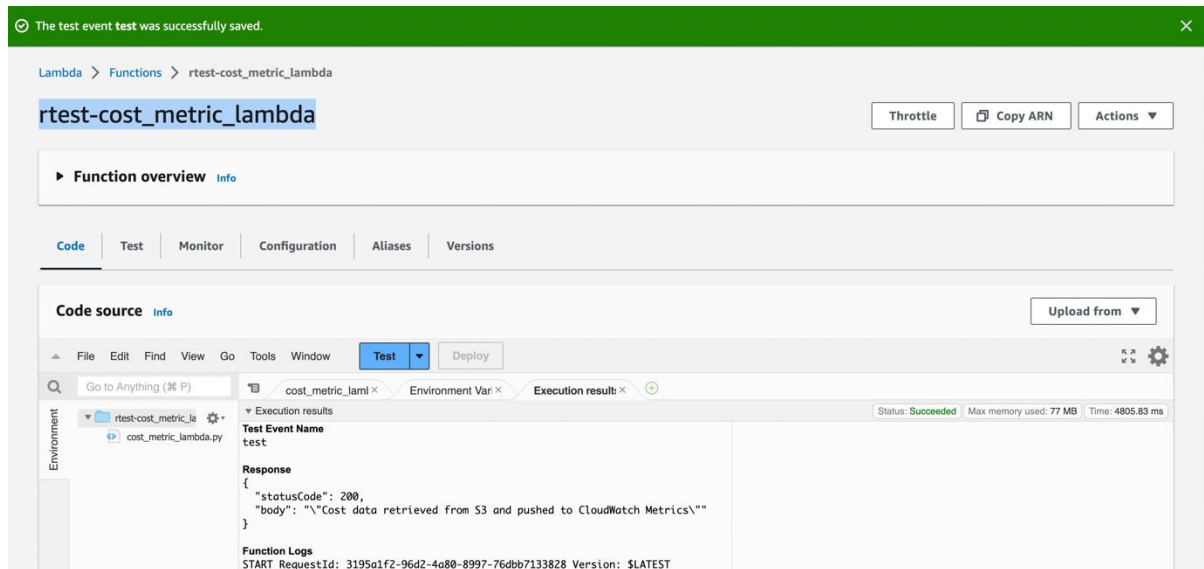 The test event test was successfully saved.
Lambda > Functions > rtest-cost_metric_lambda
rtest-cost_metric_lambda
Throttle Copy ARN Actions
Function overview Info
Code Test Monitor Configuration Aliases Versions
Code source Info
Upload from
File Edit Find View Go Tools Window Test Deploy
Go to Anything (⌘ P)
cost_metric_laml Environment Vari Execution result:
Environment
rtest-cost_metric_la
cost_metric_lambda.py
Execution results
Status: Succeeded Max memory used: 77 MB Time: 4805.83 ms
Test Event Name
test
Response
{
"statusCode": 200,
"body": "\"Cost data retrieved from S3 and pushed to CloudWatch Metrics\""
}
Function Logs
START RequestId: 3195a1f2-96d2-4a80-8997-76dbb7133828 Version: $LATEST